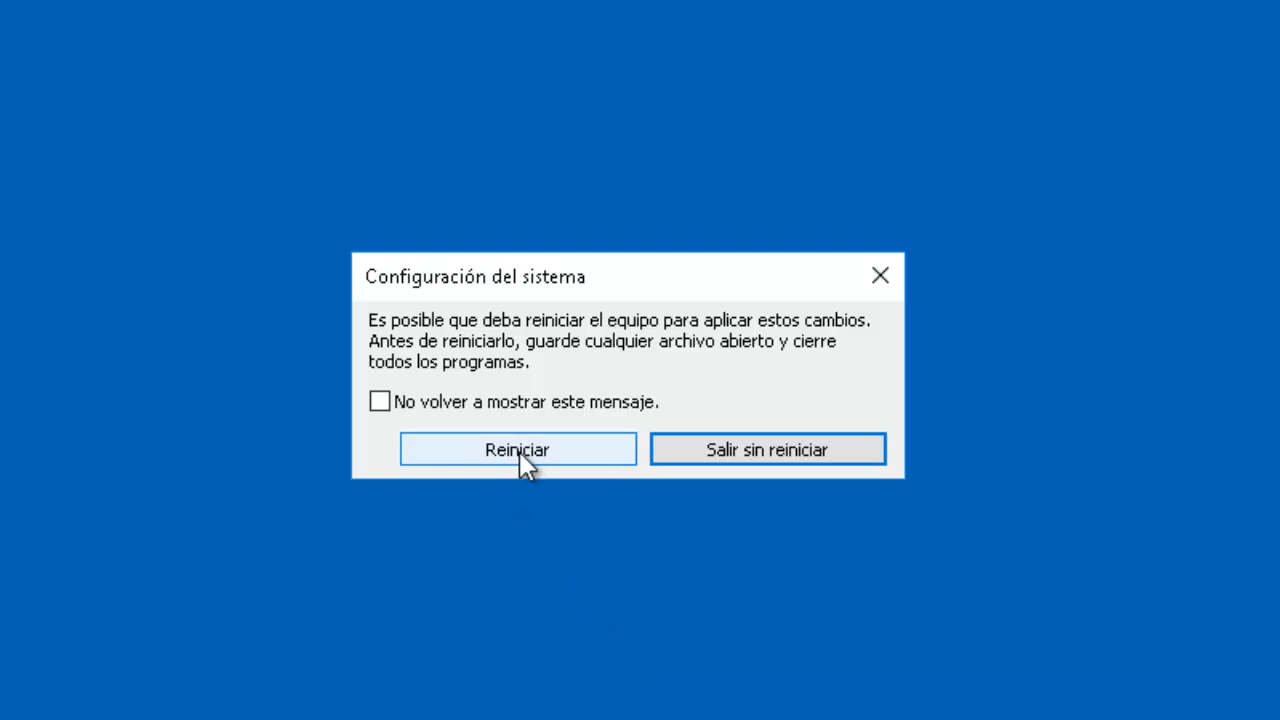 Configuración del sistema
Es posible que deba reiniciar el equipo para aplicar estos cambios.
Antes de reiniciarlo, guarde cualquier archivo abierto y cierre
todos los programas.
No volver a mostrar este mensaje.
Reiniciar
Salir sin reiniciar